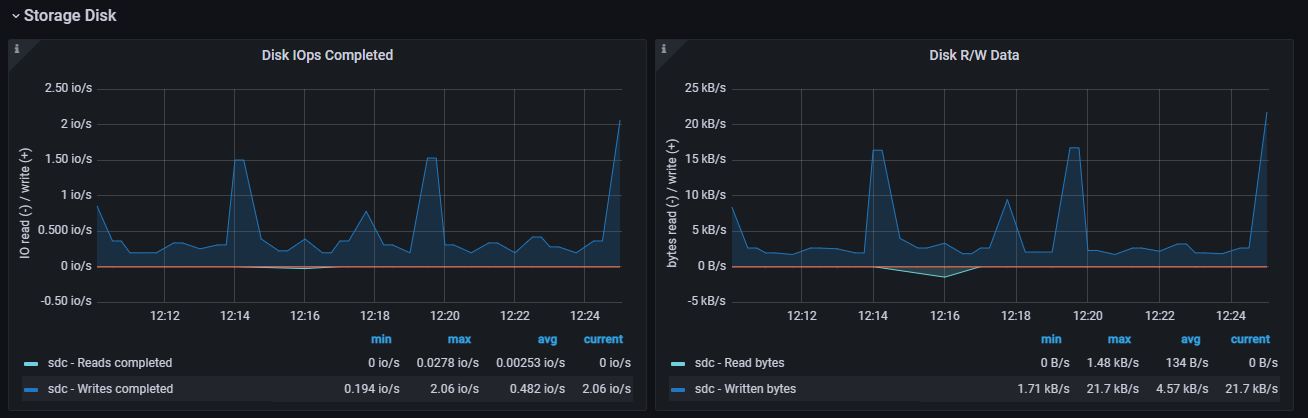 Storage Disk
i
Disk IOps Completed
2.50 io/s
2 io/s
1.50 io/s
1 io/s
0.500 io/s
0 io/s
-0.50 io/s
IO read (-) / write (+)
12:12 12:14 12:16 12:18 12:20 12:22 12:24
min max avg current
sdc - Reads completed 0 io/s 0.0278 io/s 0.00253 io/s 0 io/s
sdc - Writes completed 0.194 io/s 2.06 io/s 0.482 io/s 2.06 io/s
i
Disk R/W Data
25 kB/s
20 kB/s
15 kB/s
10 kB/s
5 kB/s
0 B/s
-5 kB/s
bytes read (-) / write (+)
12:12 12:14 12:16 12:18 12:20 12:22 12:24
min max avg current
sdc - Read bytes 0 B/s 1.48 kB/s 134 B/s 0 B/s
sdc - Written bytes 1.71 kB/s 21.7 kB/s 4.57 kB/s 21.7 kB/s